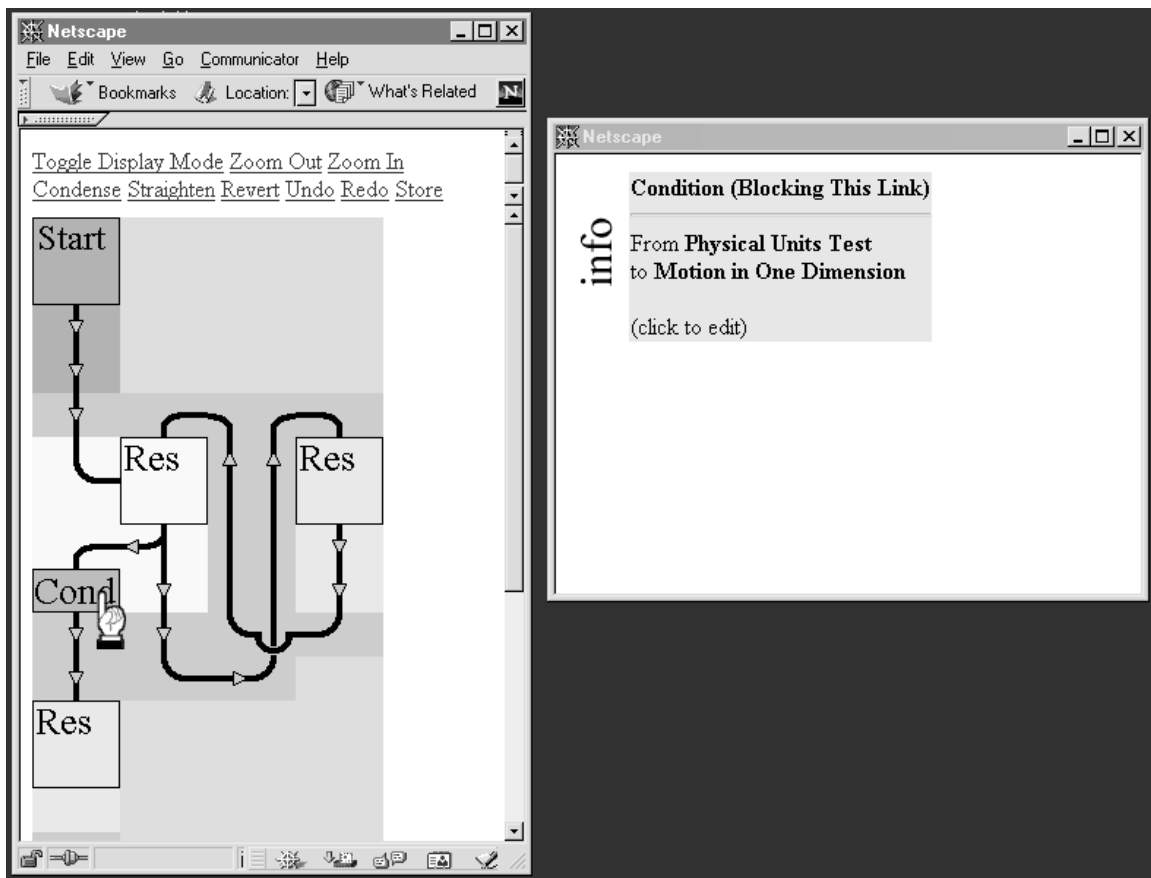 Netscape
File Edit View Go Communicator Help
Bookmarks Location: What's Related N
Toggle Display Mode Zoom Out Zoom In
Condense Straighten Revert Undo Redo Store
Start
Res Res
Cond
Res
Netscape
info
Condition (Blocking This Link)
From Physical Units Test
to Motion in One Dimension
(click to edit)